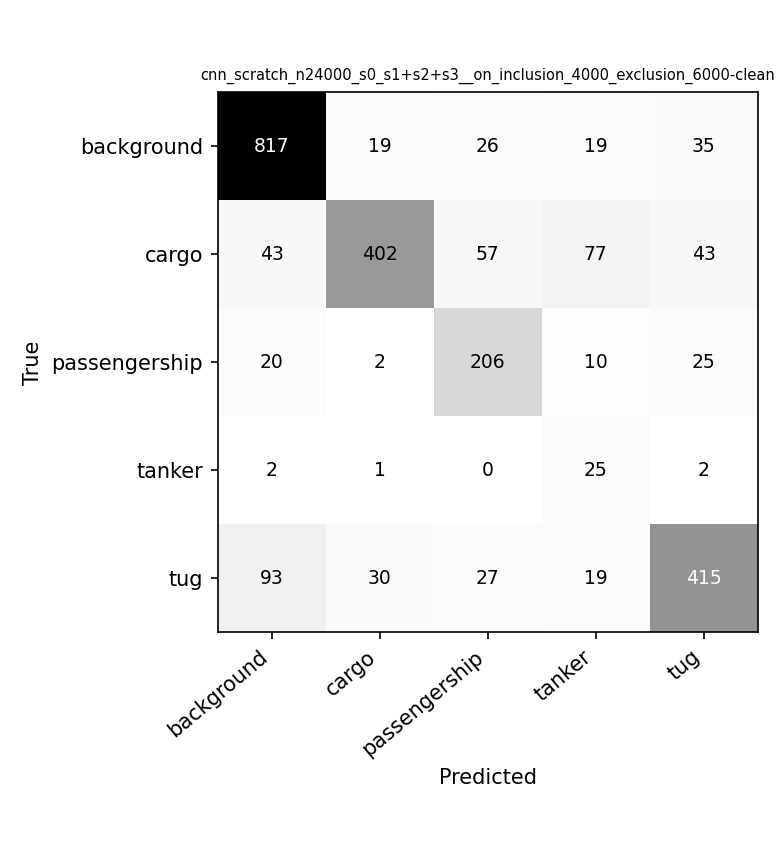 cnn_scratch_n24000_s0_s1+s2+s3__on_inclusion_4000_exclusion_6000-clean
True
background 817 19 26 19 35
cargo 43 402 57 77 43
passengership 20 2 206 10 25
tanker 2 1 0 25 2
tug 93 30 27 19 415
background cargo passengership tanker tug
Predicted